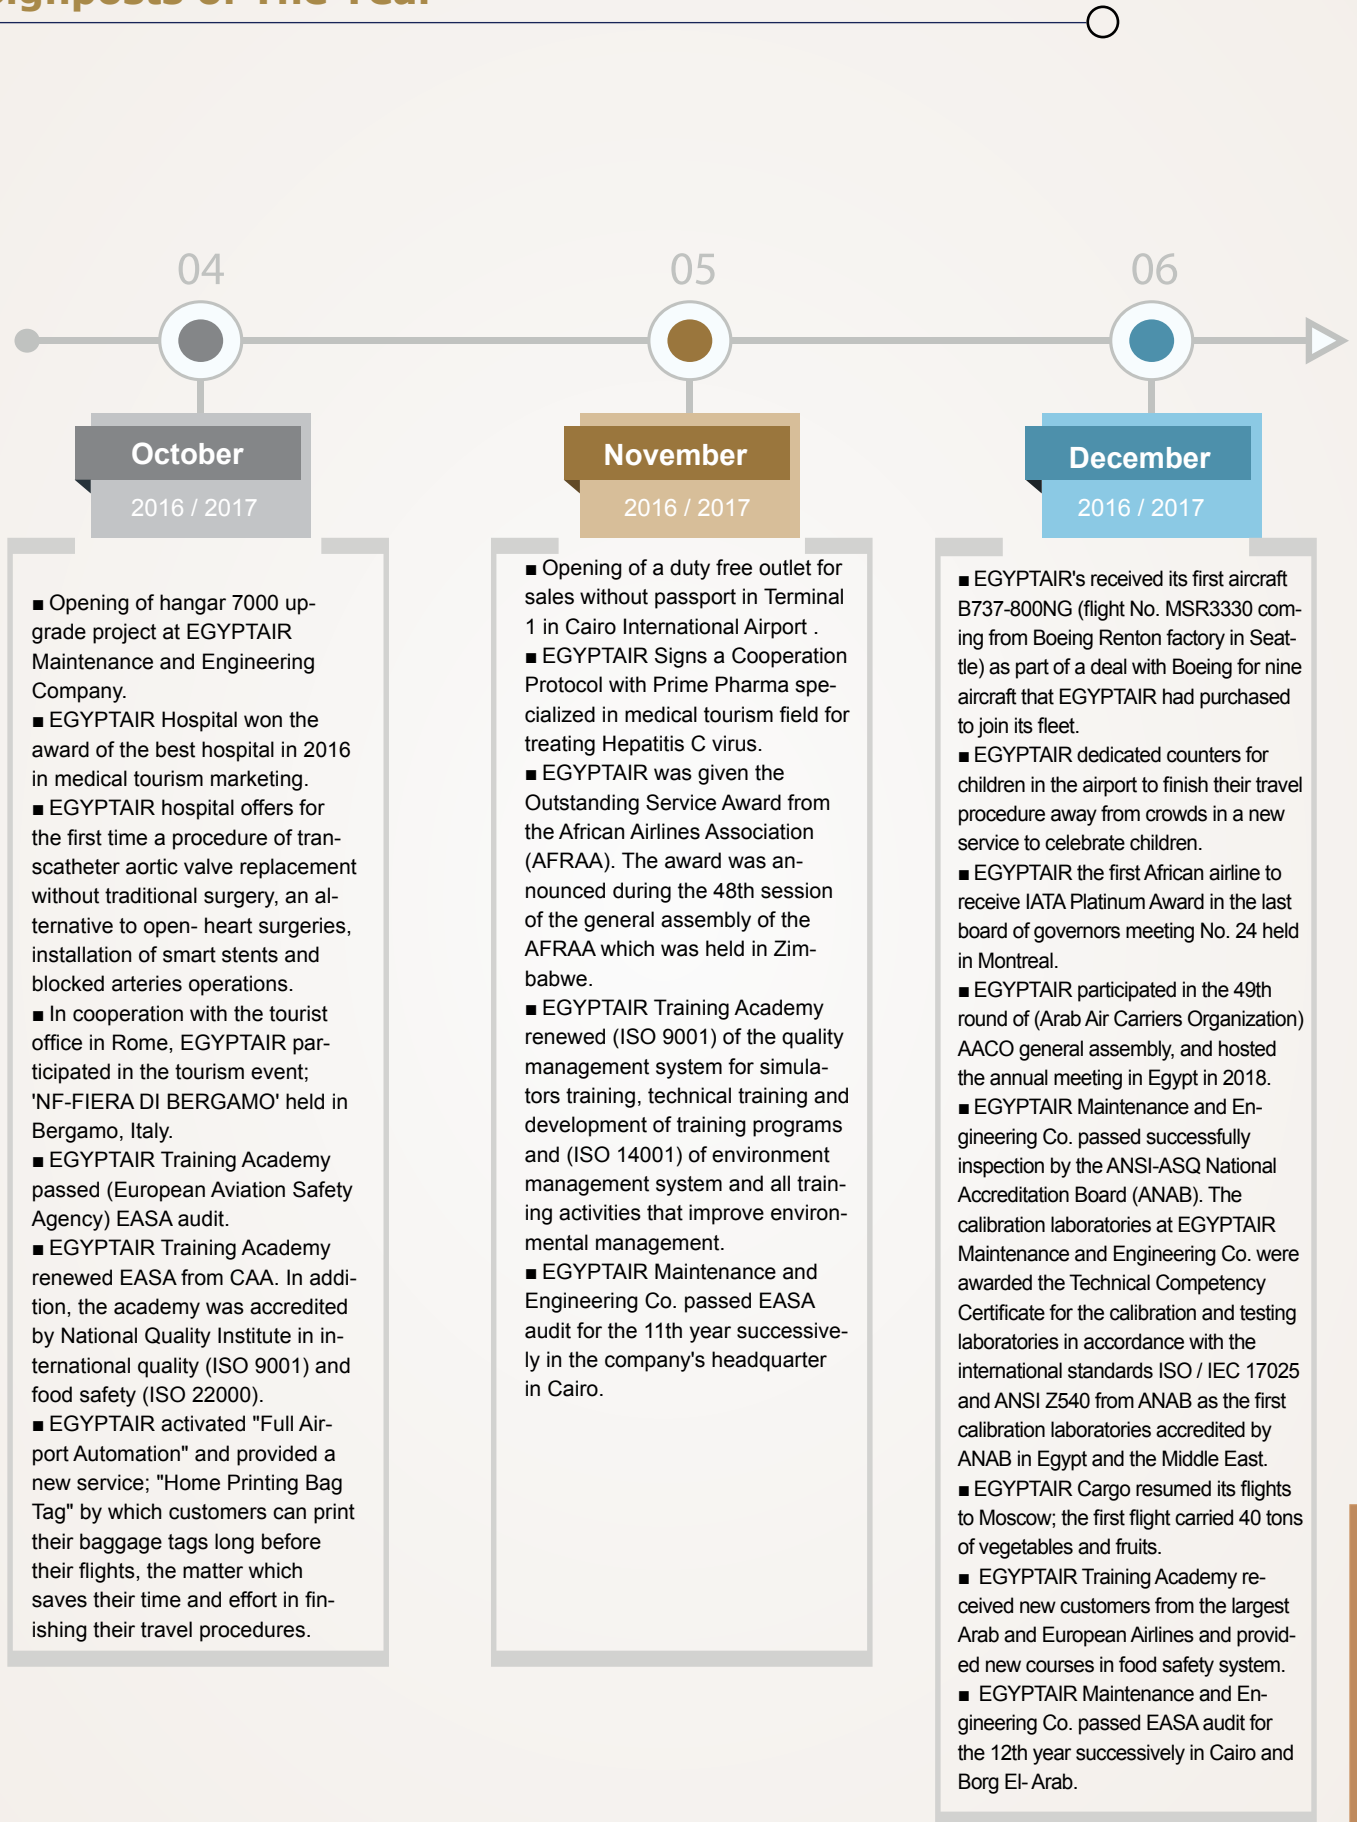 of The Year
04
05
06
October
2016 / 2017
■ Opening of hangar 7000 up-
grade project at EGYPTAIR
Maintenance and Engineering
Company.
■ EGYPTAIR Hospital won the
award of the best hospital in 2016
in medical tourism marketing.
■ EGYPTAIR hospital offers for
the first time a procedure of tran-
scatheter aortic valve replacement
without traditional surgery, an al-
ternative to open- heart surgeries,
installation of smart stents and
blocked arteries operations.
■ In cooperation with the tourist
office in Rome, EGYPTAIR par-
ticipated in the tourism event;
'NF-FIERA DI BERGAMO' held in
Bergamo, Italy.
■ EGYPTAIR Training Academy
passed (European Aviation Safety
Agency) EASA audit.
■ EGYPTAIR Training Academy
renewed EASA from CAA. In addi-
tion, the academy was accredited
by National Quality Institute in in-
ternational quality (ISO 9001) and
food safety (ISO 22000).
■ EGYPTAIR activated "Full Air-
port Automation" and provided a
new service; "Home Printing Bag
Tag" by which customers can print
their baggage tags long before
their flights, the matter which
saves their time and effort in fin-
ishing their travel procedures.
November
2016 / 2017
■ Opening of a duty free outlet for
sales without passport in Terminal
1 in Cairo International Airport .
■ EGYPTAIR Signs a Cooperation
Protocol with Prime Pharma spe-
cialized in medical tourism field for
treating Hepatitis C virus.
■ EGYPTAIR was given the
Outstanding Service Award from
the African Airlines Association
(AFRAA). The award was an-
nounced during the 48th session
of the general assembly of the
AFRAA which was held in Zim-
babwe.
■ EGYPTAIR Training Academy
renewed (ISO 9001) of the quality
management system for simula-
tors training, technical training and
development of training programs
and (ISO 14001) of environment
management system and all train-
ing activities that improve environ-
mental management.
■ EGYPTAIR Maintenance and
Engineering Co. passed EASA
audit for the 11th year successive-
ly in the company's headquarter
in Cairo.
December
2016 / 2017
■ EGYPTAIR's received its first aircraft
B737-800NG (flight No. MSR3330 com-
ing from Boeing Renton factory in Seat-
tle) as part of a deal with Boeing for nine
aircraft that EGYPTAIR had purchased
to join its fleet.
■ EGYPTAIR dedicated counters for
children in the airport to finish their travel
procedure away from crowds in a new
service to celebrate children.
■ EGYPTAIR the first African airline to
receive IATA Platinum Award in the last
board of governors meeting No. 24 held
in Montreal.
■ EGYPTAIR participated in the 49th
round of (Arab Air Carriers Organization)
AACO general assembly, and hosted
the annual meeting in Egypt in 2018.
■ EGYPTAIR Maintenance and En-
gineering Co. passed successfully
inspection by the ANSI-ASQ National
Accreditation Board (ANAB). The
calibration laboratories at EGYPTAIR
Maintenance and Engineering Co. were
awarded the Technical Competency
Certificate for the calibration and testing
laboratories in accordance with the
international standards ISO / IEC 17025
and ANSI Z540 from ANAB as the first
calibration laboratories accredited by
ANAB in Egypt and the Middle East.
■ EGYPTAIR Cargo resumed its flights
to Moscow; the first flight carried 40 tons
of vegetables and fruits.
■ EGYPTAIR Training Academy re-
ceived new customers from the largest
Arab and European Airlines and provid-
ed new courses in food safety system.
■ EGYPTAIR Maintenance and En-
gineering Co. passed EASA audit for
the 12th year successively in Cairo and
Borg El- Arab.